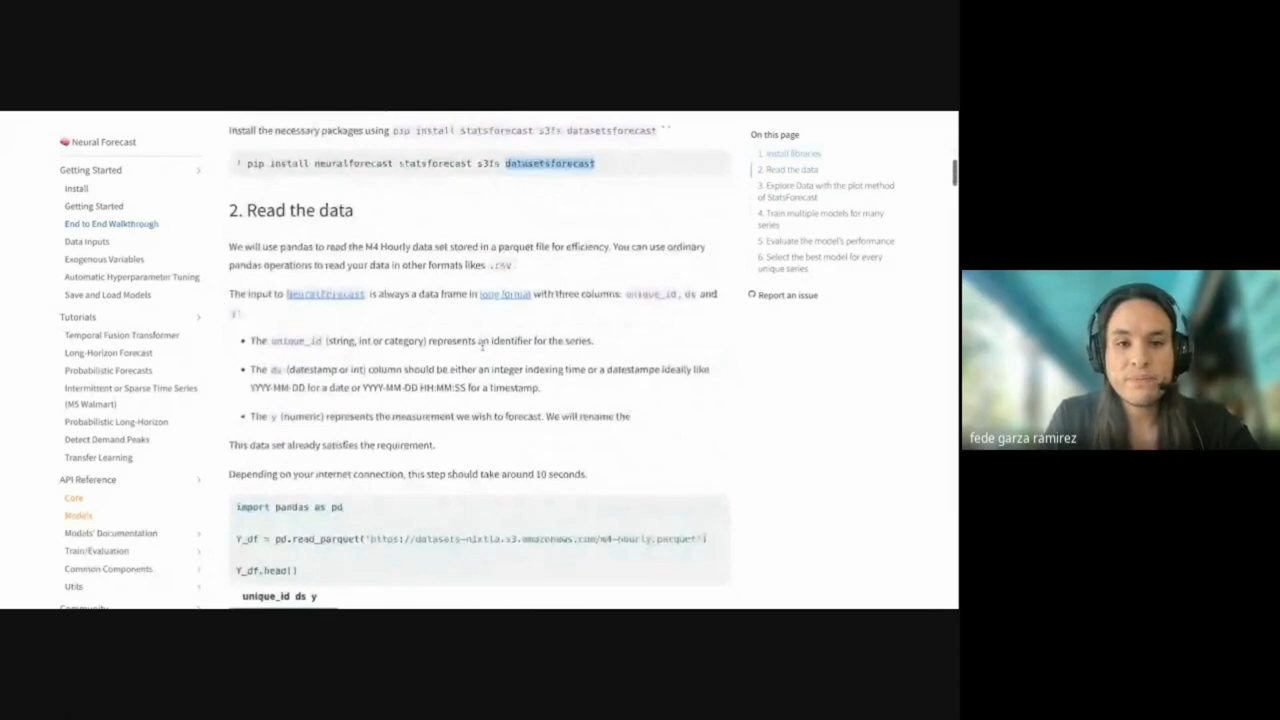 Neural Forecast
Getting Started
Install
Getting Started
End to End Walkthrough
Data Inputs
Exogenous Variables
Automatic Hyperparameter Tuning
Save and Load Models
Tutorials
Temporal Fusion Transformer
Long-Horizon Forecast
Probabilistic Forecasts
Intermittent or Sparse Time Series
(M5 Walmart)
Probabilistic Long-Horizon
Detect Demand Peaks
Transfer Learning
API Reference
Core
Models
Models' Documentation
Train/Evaluation
Common Components
Utils
Community
Install the necessary packages using pip install statsforecast s3fs datasetsforecast ``
pip install neuralforecast statsforecast s3fs datasetsforecast
2. Read the data
We will use pandas to read the M4 Hourly data set stored in a parquet file for efficiency. You can use ordinary
pandas operations to read your data in other formats likes .csv.
The input to neuralforecast is always a data frame in long format with three columns: unique_id, ds and
y:
• The unique_id (string, int or category) represents an identifier for the series.
• The ds (datestamp or int) column should be either an integer indexing time or a datestampe ideally like
YYYY-MM-DD for a date or YYYY-MM-DD HH:MM:SS for a timestamp.
• The y (numeric) represents the measurement we wish to forecast. We will rename the
This data set already satisfies the requirement.
Depending on your internet connection, this step should take around 10 seconds.
import pandas as pd
Y_df = pd.read_parquet('https://datasets-nixtla.s3.amazonaws.com/m4-hourly.parquet')
Y_df.head()
unique_id ds y
On this page
1. Install libraries
2. Read the data
3. Explore Data with the plot method
of StatsForecast
4. Train multiple models for many
series
5. Evaluate the model's performance
6. Select the best model for every
unique series
Report an issue
fede garza ramirez